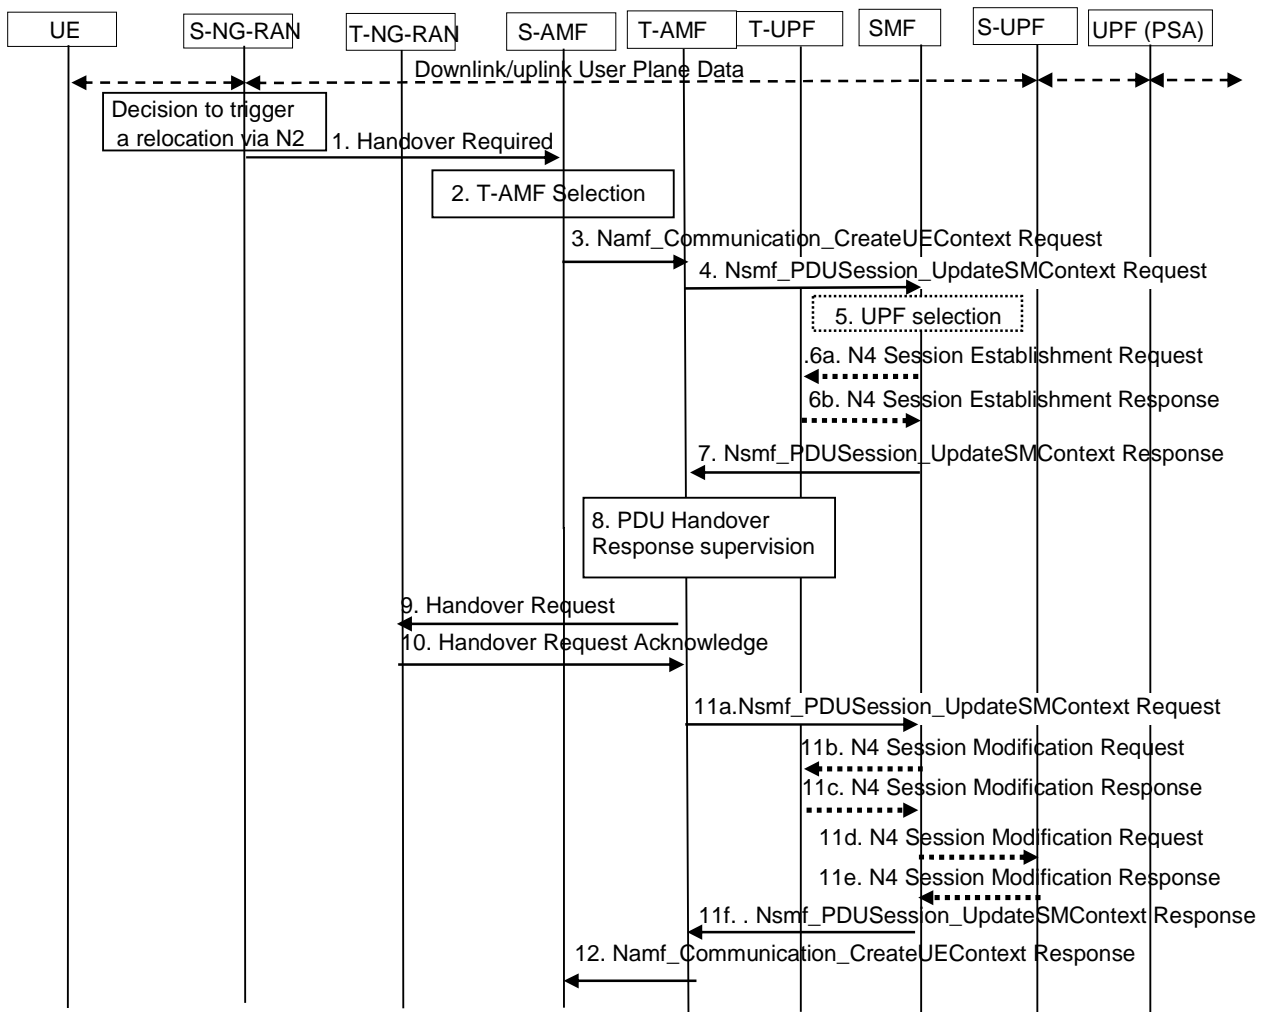 UE
S-NG-RAN
T-NG-RAN
S-AMF
T-AMF
T-UPF
SMF
S-UPF
UPF (PSA)
Downlink/uplink User Plane Data
Decision to trigger
a relocation via N2
1. Handover Required
2. T-AMF Selection
3. Namf_Communication_CreateUEContext Request
4. Nsmf_PDUSession_UpdateSMContext Request
5. UPF selection
.6a. N4 Session Establishment Request
6b. N4 Session Establishment Response
7. Nsmf_PDUSession_UpdateSMContext Response
8. PDU Handover
Response supervision
9. Handover Request
10. Handover Request Acknowledge
11a.Nsmf_PDUSession_UpdateSMContext Request
11b. N4 Session Modification Request
11c. N4 Session Modification Response
11d. N4 Session Modification Request
11e. N4 Session Modification Response
11f. . Nsmf_PDUSession_UpdateSMContext Response
12. Namf_Communication_CreateUEContext Response